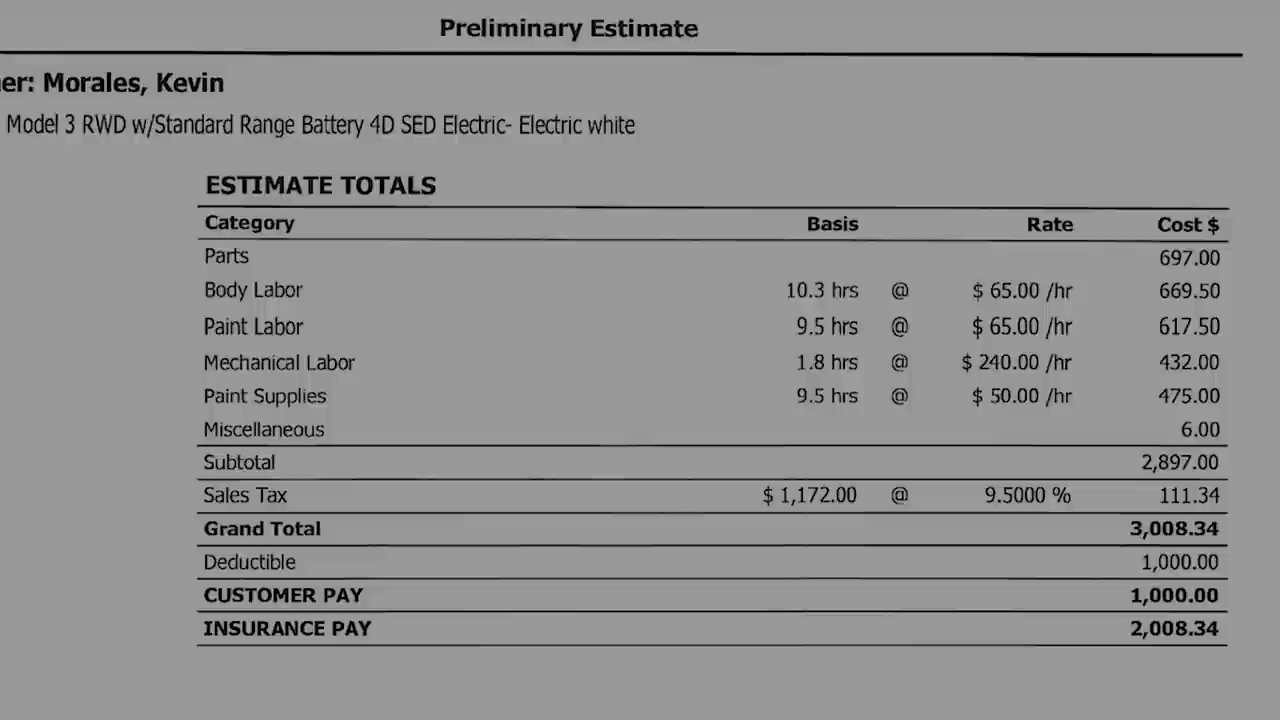 Preliminary Estimate
er: Morales, Kevin
Model 3 RWD w/Standard Range Battery 4D SED Electric- Electric white
ESTIMATE TOTALS
Category Basis Rate Cost $
Parts 697.00
Body Labor 10.3 hrs @ $ 65.00 /hr 669.50
Paint Labor 9.5 hrs @ $ 65.00 /hr 617.50
Mechanical Labor 1.8 hrs @ $ 240.00 /hr 432.00
Paint Supplies 9.5 hrs @ $ 50.00 /hr 475.00
Miscellaneous 6.00
Subtotal 2,897.00
Sales Tax $ 1,172.00 @ 9.5000 % 111.34
Grand Total 3,008.34
Deductible 1,000.00
CUSTOMER PAY 1,000.00
INSURANCE PAY 2,008.34